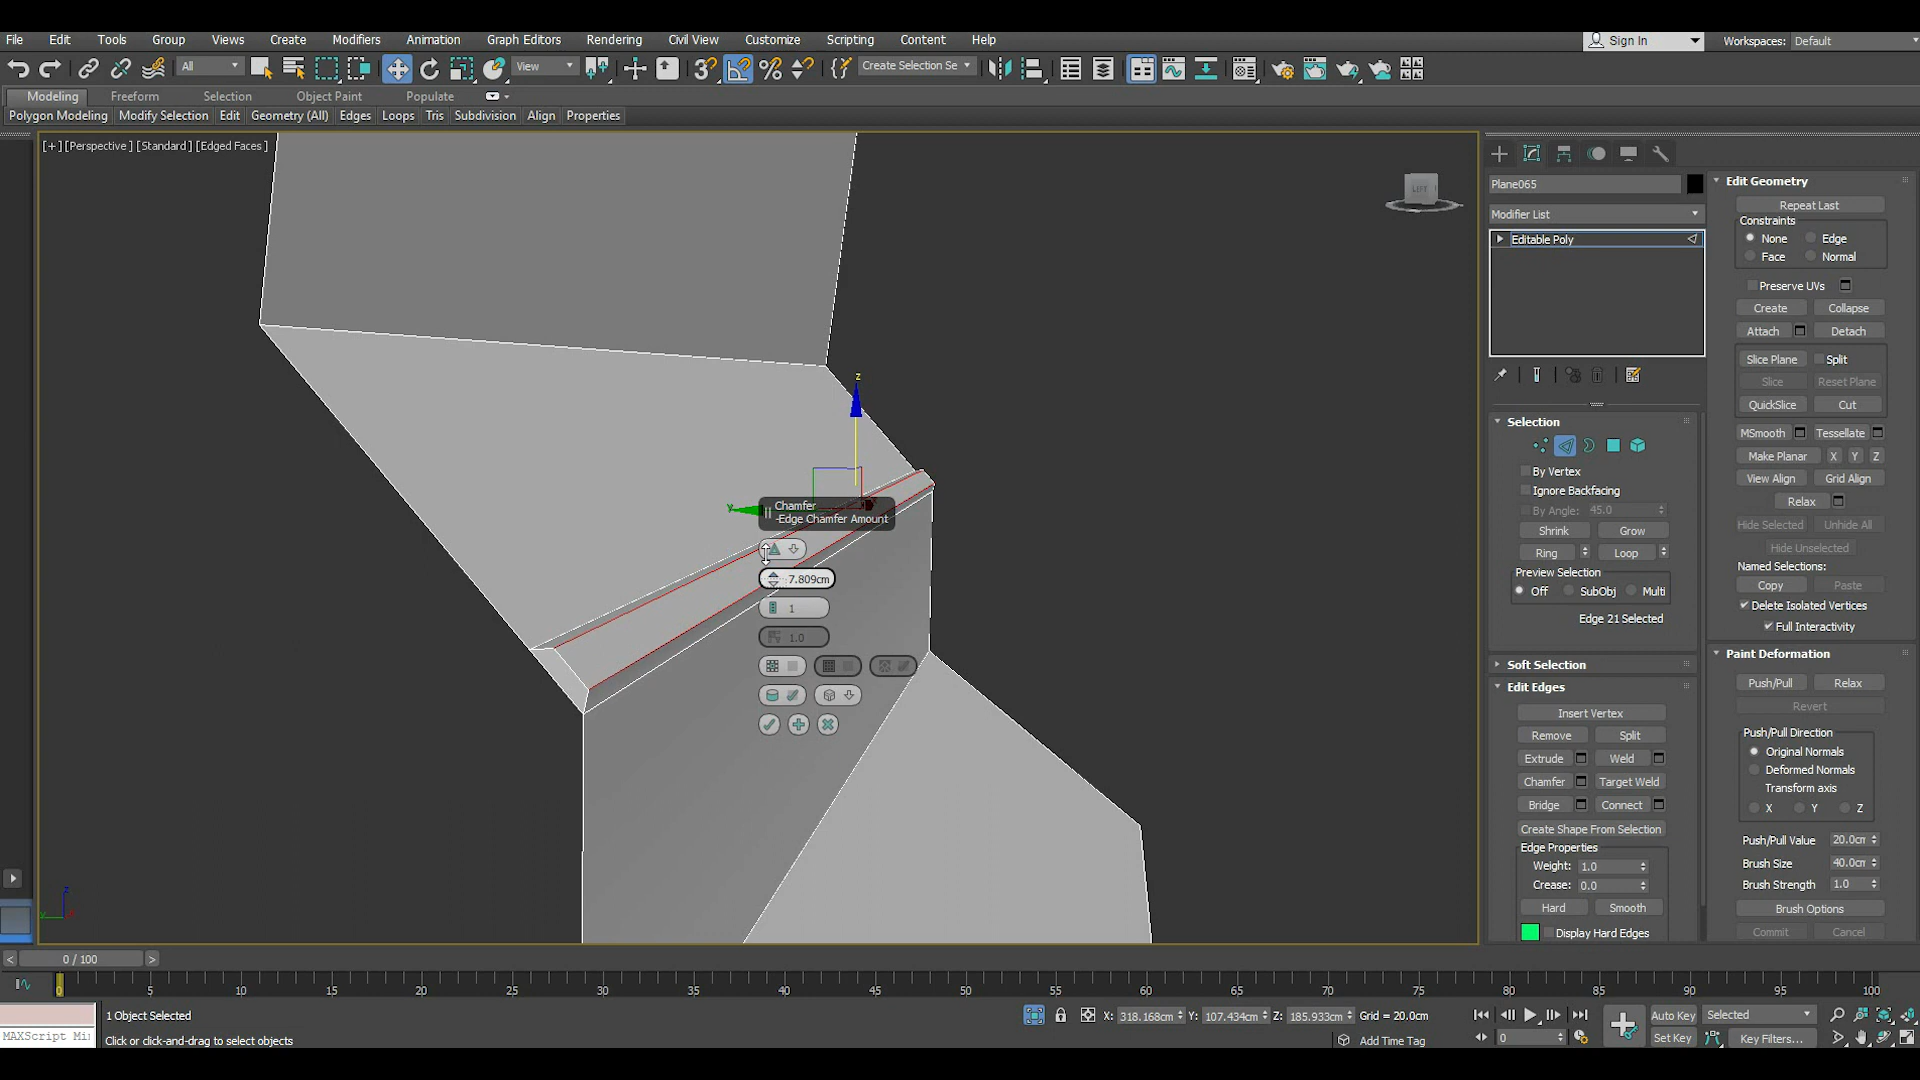 File Edit Tools Group Views Create Modifiers Animation Graph Editors Rendering Civil View Customize Scripting Content Help Sign In Workspaces: Default
All View Create Selection Se
Modeling Freeform Selection Object Paint Populate
Polygon Modeling Modify Selection Edit Geometry (All) Edges Loops Tris Subdivision Align Properties
[+] [Perspective ] [Standard ] [Edged Faces ]
LEFT
z
y
Chamfer
-Edge Chamfer Amount
7.809cm
1
1.0
Plane065
Modifier List
Editable Poly
Selection
By Vertex
Ignore Backfacing
By Angle: 45.0
Shrink Grow
Ring Loop
Preview Selection
Off SubObj Multi
Edge 21 Selected
Soft Selection
Edit Edges
Insert Vertex
Remove Split
Extrude Weld
Chamfer Target Weld
Bridge Connect
Create Shape From Selection
Edge Properties
Weight: 1.0
Crease: 0.0
Hard Smooth
Display Hard Edges
Edit Geometry
Repeat Last
Constraints
None Edge
Face Normal
Preserve UVs
Create Collapse
Attach Detach
Slice Plane Split
Slice Reset Plane
QuickSlice Cut
MSmooth Tessellate
Make Planar X Y Z
View Align Grid Align
Relax
Hide Selected Unhide All
Hide Unselected
Named Selections:
Copy Paste
Delete Isolated Vertices
Full Interactivity
Paint Deformation
Push/Pull Relax
Revert
Push/Pull Direction
Original Normals
Deformed Normals
Transform axis
X Y Z
Push/Pull Value 20.0cm
Brush Size 40.0cm
Brush Strength 1.0
Brush Options
Commit Cancel
z
< 0 / 100 >
0 5 10 15 20 25 30 35 40 45 50 55 60 65 70 75 80 85 90 95 100
1 Object Selected X: 318.168cm Y: 107.434cm Z: 185.933cm Grid = 20.0cm Auto Key Selected
MAXScript Mi Click or click-and-drag to select objects Add Time Tag 0 Set Key Key Filters...